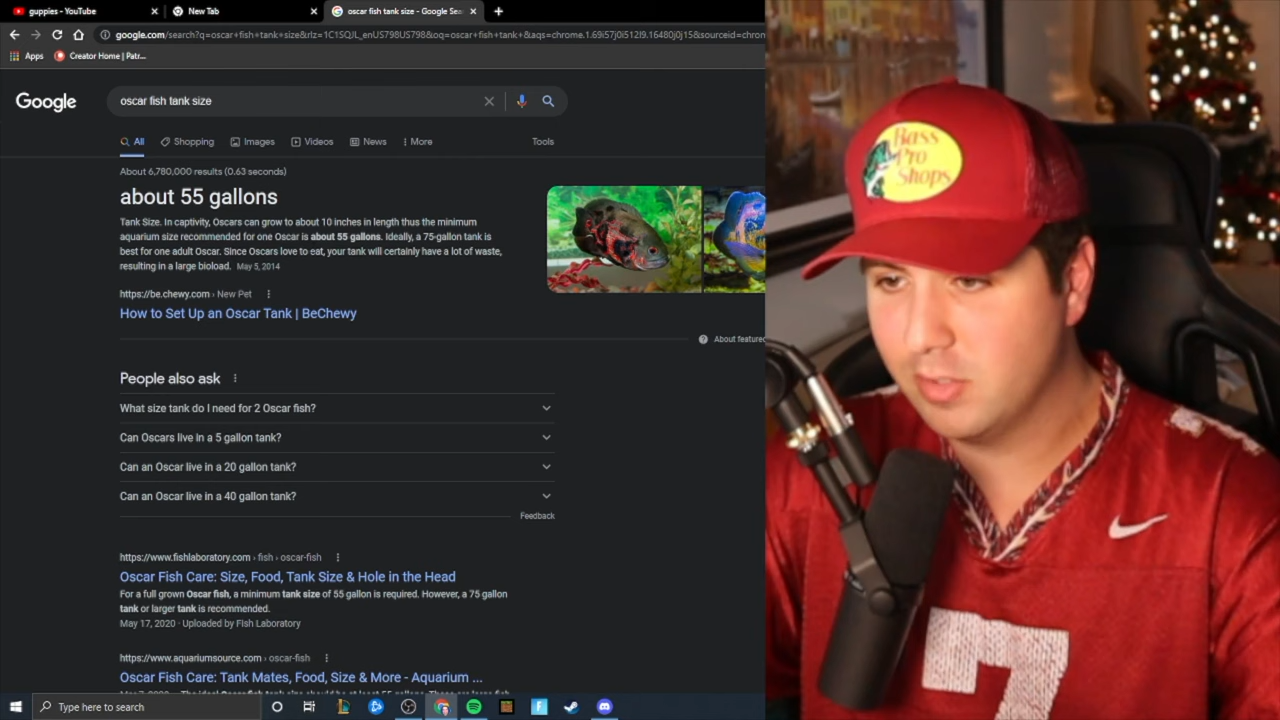 guppies - YouTube
New Tab
oscar fish tank size - Google Sea
google.com/search?q=oscar+fish+tank+size&rlz=1C1SQJL_enUS798US798&oq=oscar+fish+tank+&aqs=chrome.1.69i57j0i512l9.16480j0j15&sourceid=chrom
Apps
Creator Home | Patr...
Google
oscar fish tank size
All
Shopping
Images
Videos
News
More
Tools
About 6,780,000 results (0.63 seconds)
about 55 gallons
Tank Size. In captivity, Oscars can grow to about 10 inches in length thus the minimum
aquarium size recommended for one Oscar is about 55 gallons. Ideally, a 75-gallon tank is
best for one adult Oscar. Since Oscars love to eat, your tank will certainly have a lot of waste,
resulting in a large bioload. May 5, 2014
https://be.chewy.com › New Pet
How to Set Up an Oscar Tank | BeChewy
About featured
People also ask
What size tank do I need for 2 Oscar fish?
Can Oscars live in a 5 gallon tank?
Can an Oscar live in a 20 gallon tank?
Can an Oscar live in a 40 gallon tank?
Feedback
https://www.fishlaboratory.com › fish › oscar-fish
Oscar Fish Care: Size, Food, Tank Size & Hole in the Head
For a full grown Oscar fish, a minimum tank size of 55 gallon is required. However, a 75 gallon
tank or larger tank is recommended.
May 17, 2020 · Uploaded by Fish Laboratory
https://www.aquariumsource.com › oscar-fish
Oscar Fish Care: Tank Mates, Food, Size & More - Aquarium ...
Type here to search
Bass
Pro
Shops
7